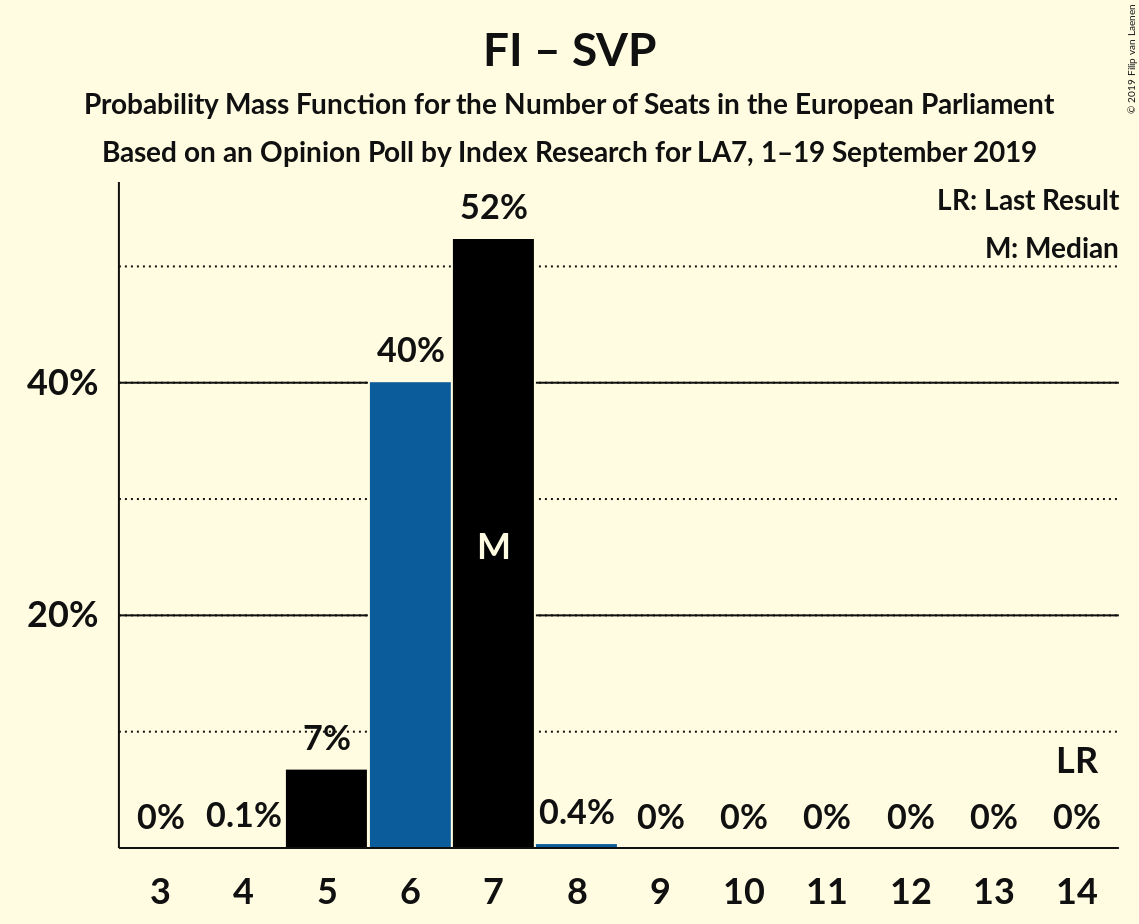 FI – SVP
Probability Mass Function for the Number of Seats in the European Parliament
Based on an Opinion Poll by Index Research for LA7, 1–19 September 2019
© 2019 Filip van Laenen
LR: Last Result
M: Median
52%
40%
40%
M
20%
7%
LR
0% 0.1% 0.4% 0% 0% 0% 0% 0% 0%
3 4 5 6 7 8 9 10 11 12 13 14